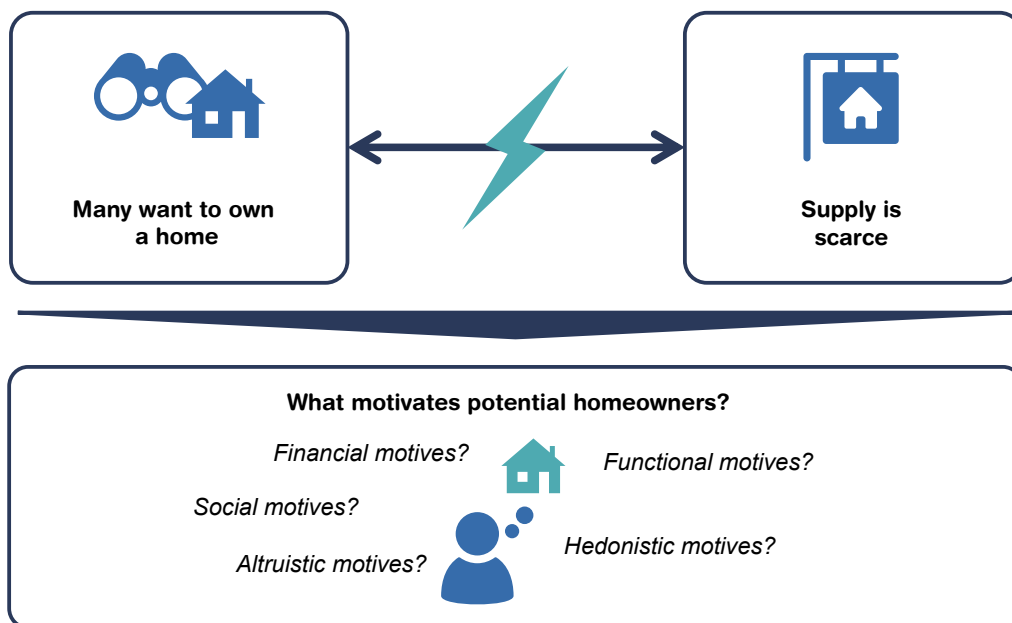 Many want to own
a home
Supply is
scarce
What motivates potential homeowners?
Financial motives?
Functional motives?
Social motives?
Hedonistic motives?
Altruistic motives?